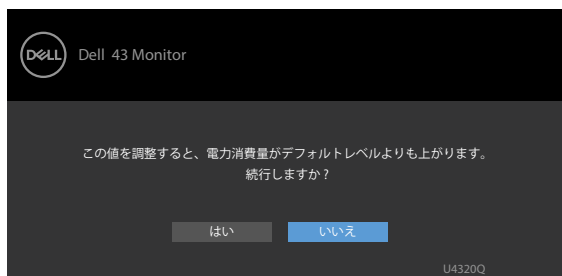 DELL
Dell 43 Monitor
この値を調整すると、電力消費量がデフォルトレベルよりも上がります。
続行しますか？
はい いいえ
U4320Q